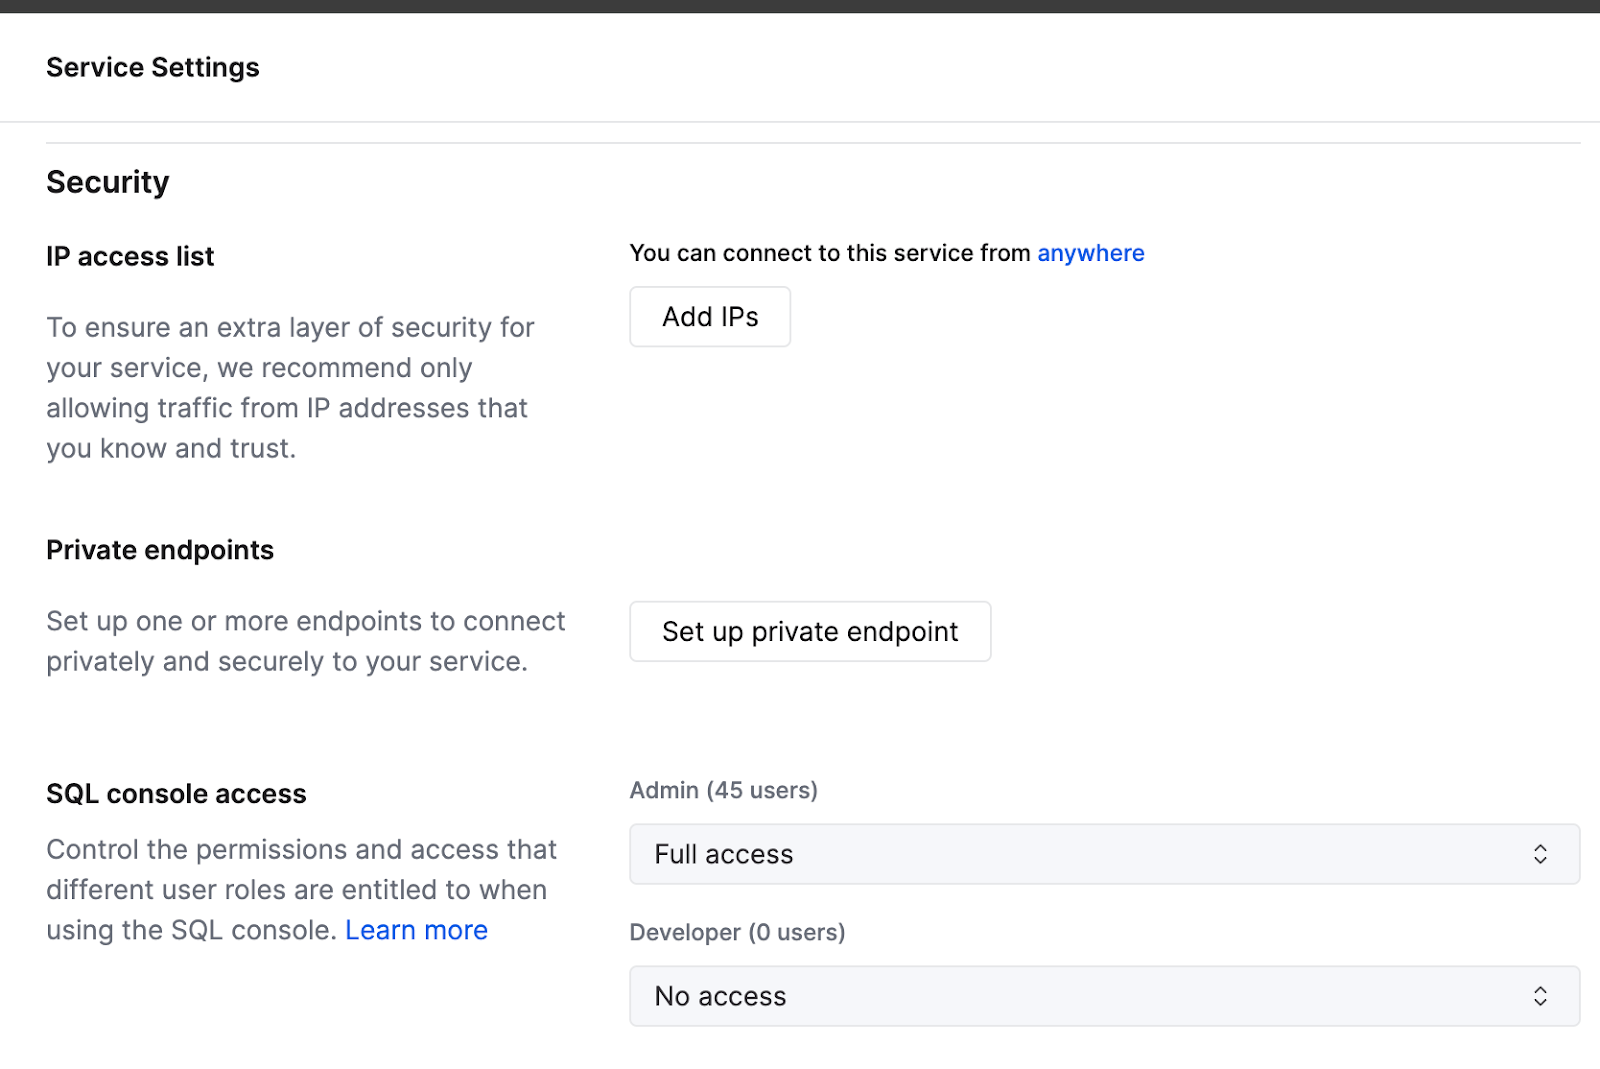 Service Settings
Security
IP access list
You can connect to this service from anywhere
Add IPs
To ensure an extra layer of security for
your service, we recommend only
allowing traffic from IP addresses that
you know and trust.
Private endpoints
Set up one or more endpoints to connect
privately and securely to your service.
Set up private endpoint
SQL console access
Control the permissions and access that
different user roles are entitled to when
using the SQL console. Learn more
Admin (45 users)
Full access
Developer (0 users)
No access